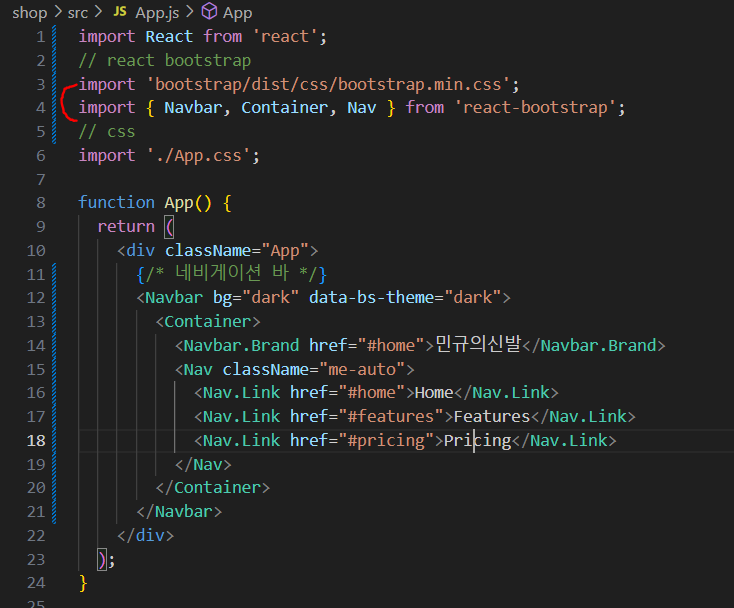 shop > src > JS App.js > App
1 import React from 'react';
2 // react bootstrap
3 import 'bootstrap/dist/css/bootstrap.min.css';
4 import { Navbar, Container, Nav } from 'react-bootstrap';
5 // css
6 import './App.css';
7
8 function App() {
9 return (
10 <div className="App">
11 {/* 네비게이션 바 */}
12 <Navbar bg="dark" data-bs-theme="dark">
13 <Container>
14 <Navbar.Brand href="#home">민규의신발</Navbar.Brand>
15 <Nav className="me-auto">
16 <Nav.Link href="#home">Home</Nav.Link>
17 <Nav.Link href="#features">Features</Nav.Link>
18 <Nav.Link href="#pricing">Pricing</Nav.Link>
19 </Nav>
20 </Container>
21 </Navbar>
22 </div>
23 );
24 }
25